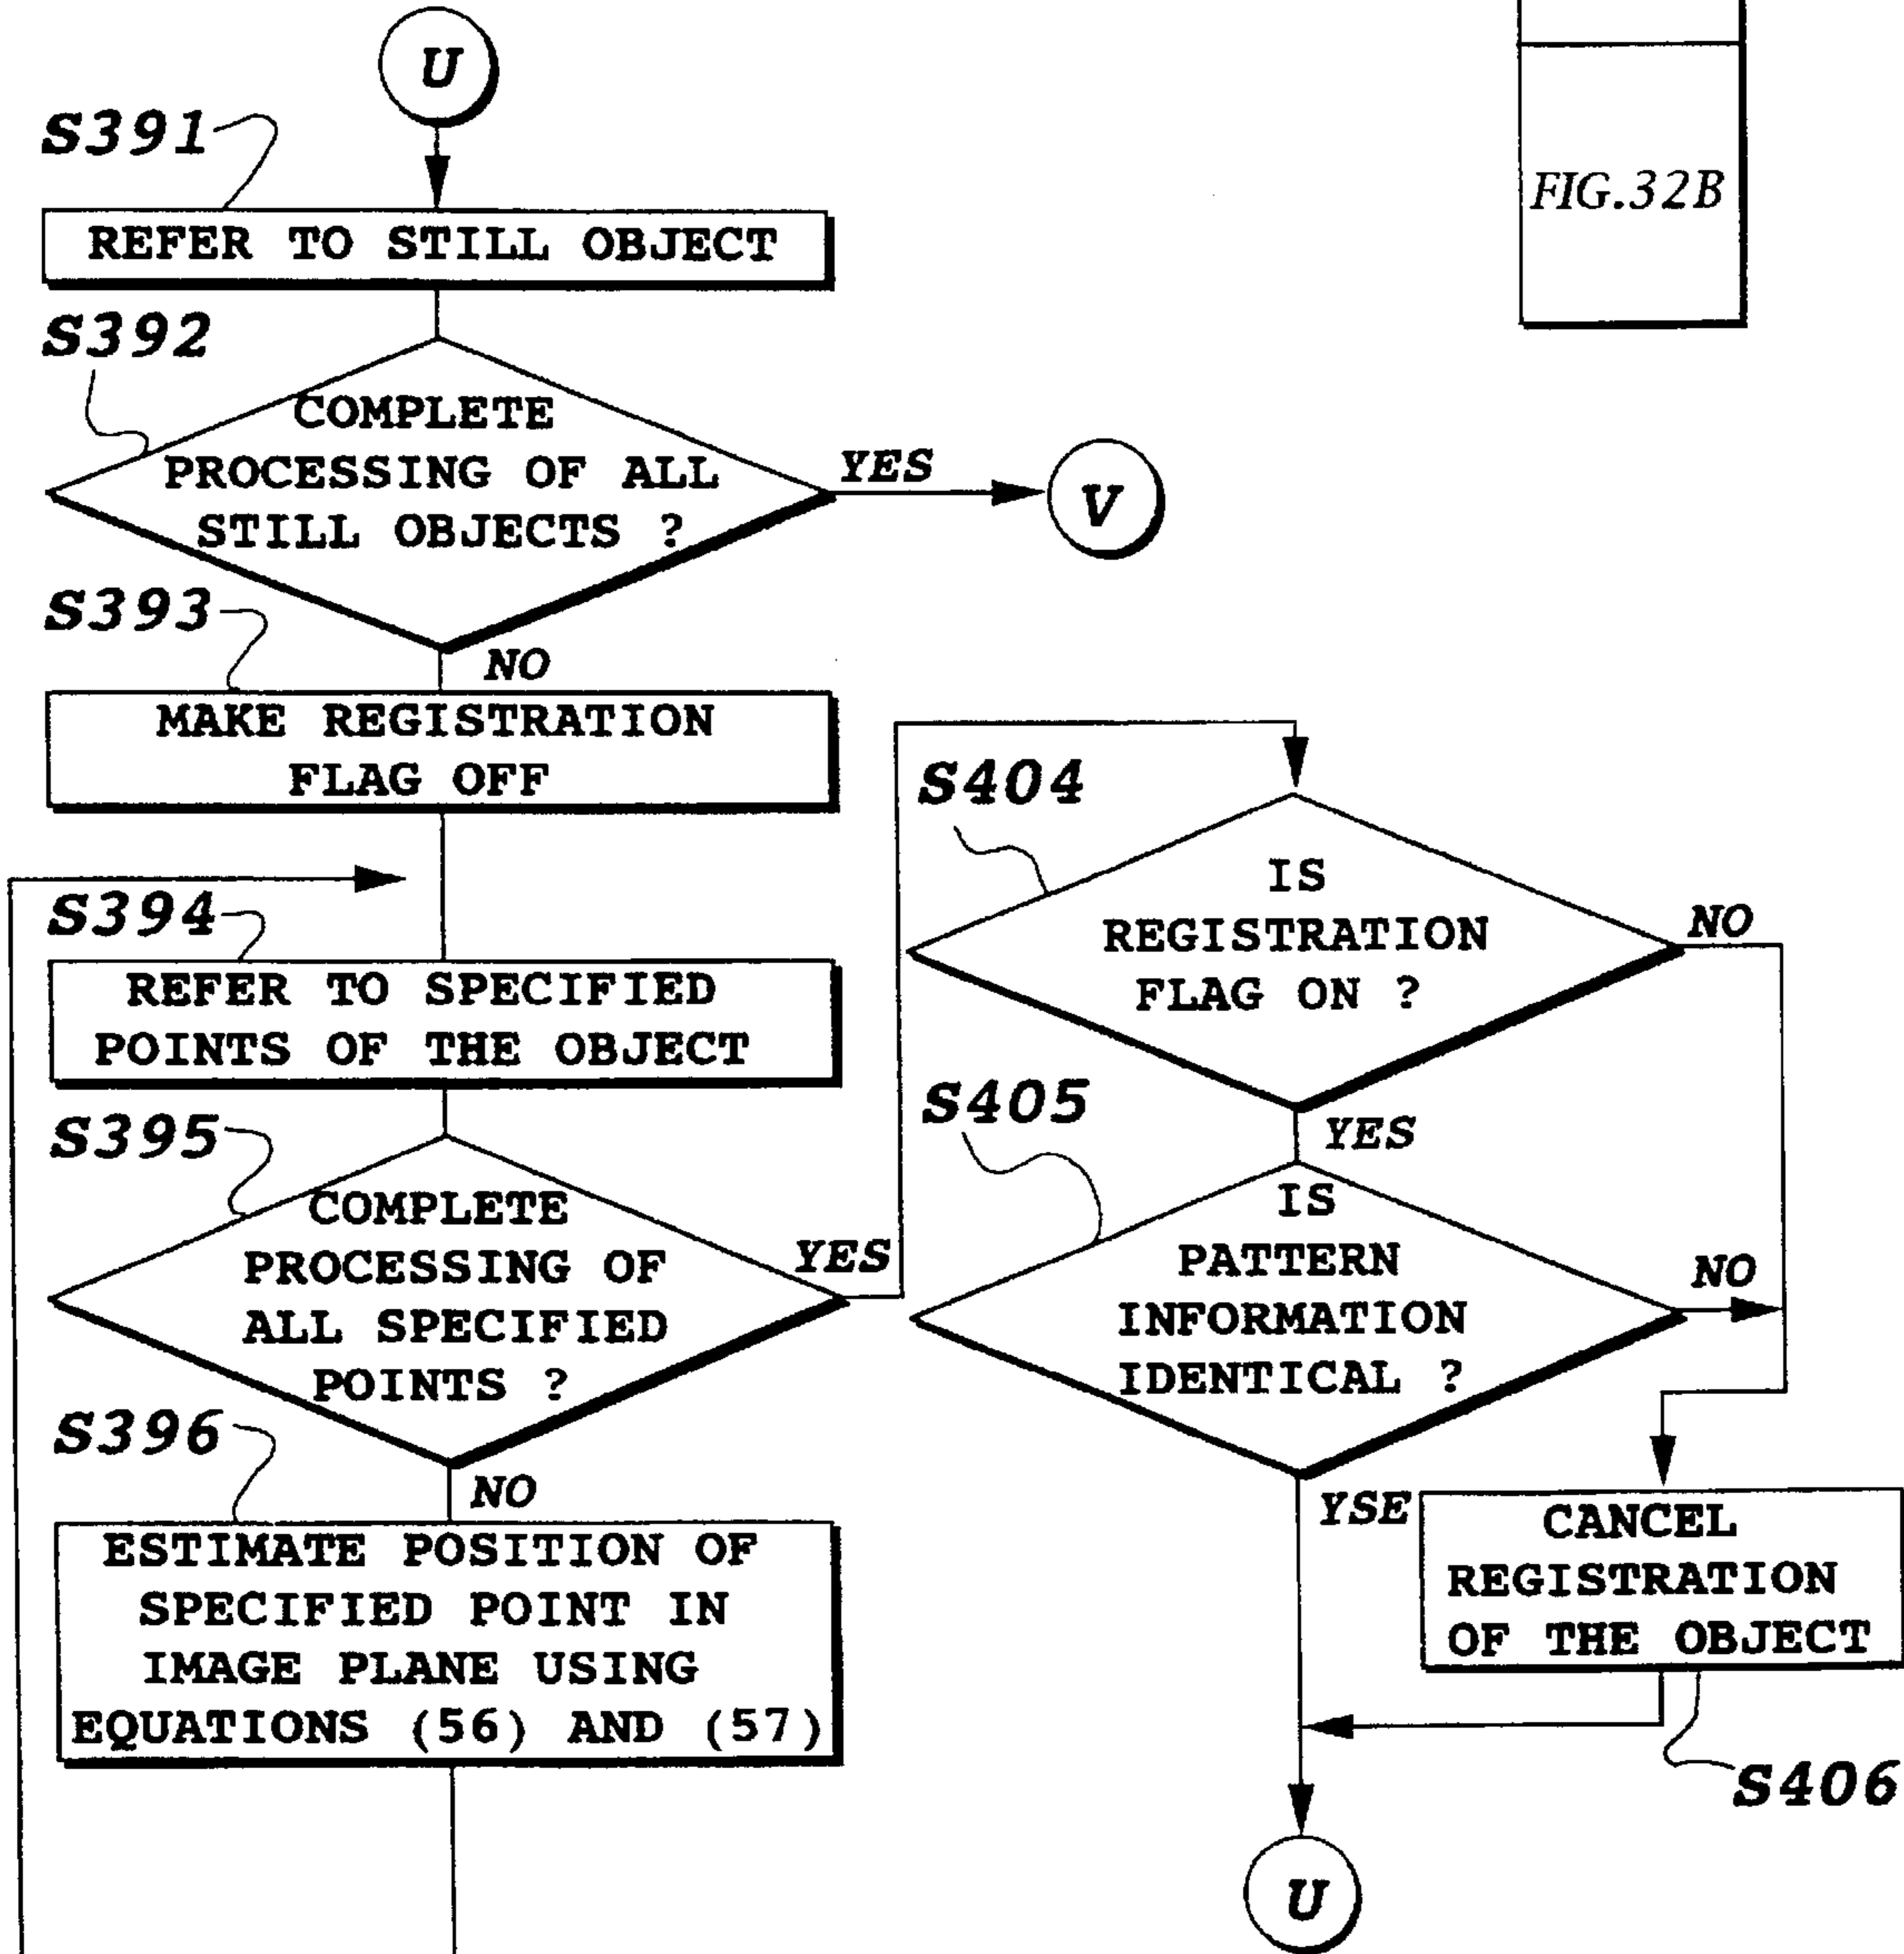 U
FIG.32B
S391
REFER TO STILL OBJECT
S392
COMPLETE
PROCESSING OF ALL
STILL OBJECTS ?
YES
V
NO
S393
MAKE REGISTRATION
FLAG OFF
S394
REFER TO SPECIFIED
POINTS OF THE OBJECT
S395
COMPLETE
PROCESSING OF
ALL SPECIFIED
POINTS ?
YES
NO
S396
ESTIMATE POSITION OF
SPECIFIED POINT IN
IMAGE PLANE USING
EQUATIONS (56) AND (57)
S404
IS
REGISTRATION
FLAG ON ?
NO
YES
S405
IS
PATTERN
INFORMATION
IDENTICAL ?
NO
YSE
CANCEL
REGISTRATION
OF THE OBJECT
S406
U